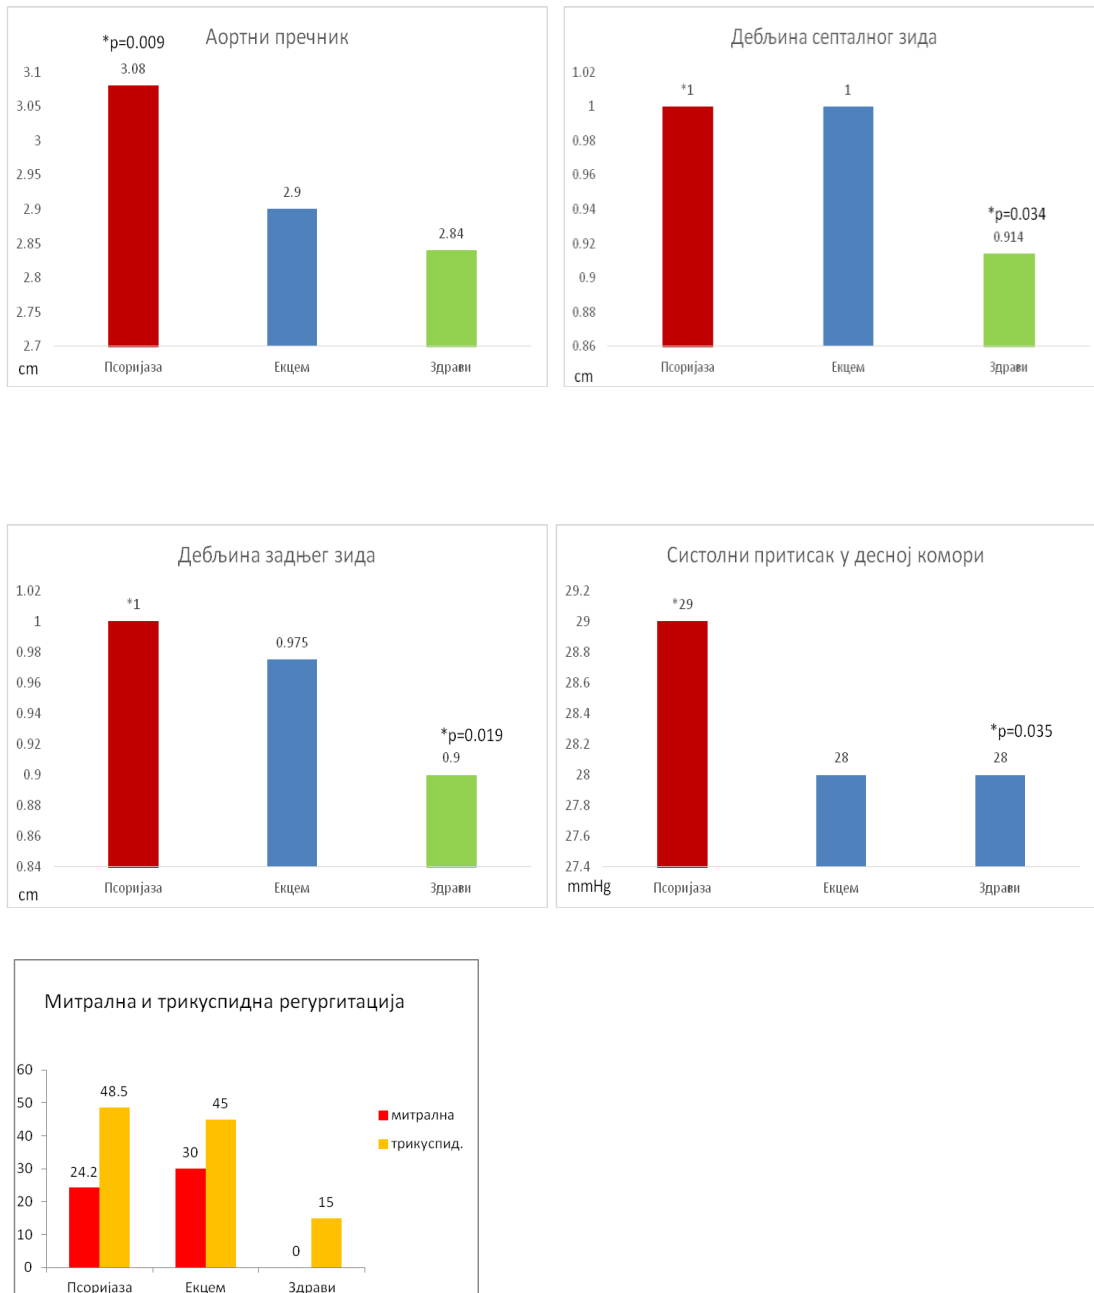 Аортни пречник
*p=0.009
3.08
3.1
3.05
3
2.95
2.9
2.85
2.8
2.75
2.7
2.9
2.84
cm
Псоријаза
Екцем
Здрави
Дебљина септалног зида
1.02
1
0.98
0.96
0.94
0.92
0.9
0.88
0.86
*1
1
*p=0.034
0.914
cm
Псоријаза
Екцем
Здрави
Дебљина задњег зида
1.02
1
0.98
0.96
0.94
0.92
0.9
0.88
0.86
0.84
*1
0.975
*p=0.019
0.9
cm
Псоријаза
Екцем
Здрави
Систолни притисак у десној комори
29.2
29
28.8
28.6
28.4
28.2
28
27.8
27.6
27.4
*29
28
*p=0.035
28
mmHg
Псоријаза
Екцем
Здрави
Митрална и трикуспидна регургитација
60
50
40
30
20
10
0
24.2
48.5
30
45
0
15
митрална
трикуспид.
Псоријаза
Екцем
Здрави